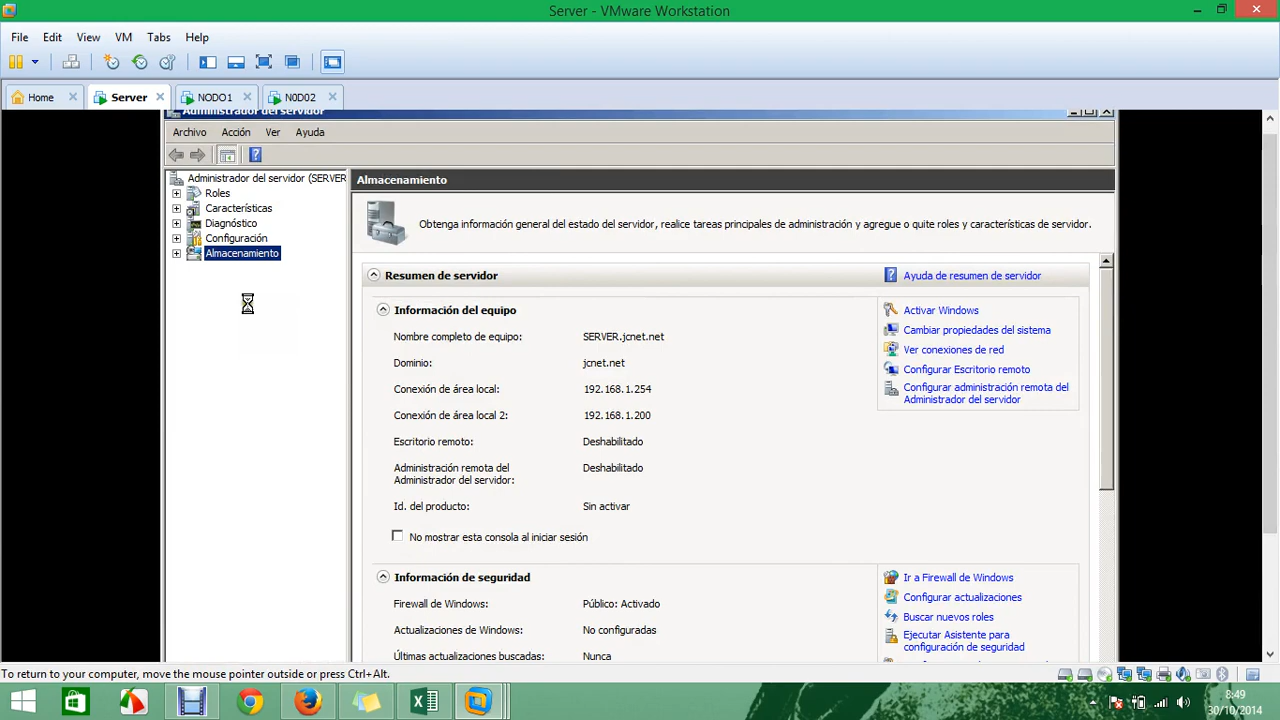 Server - VMware Workstation
File Edit View VM Tabs Help
Home Server NODO1 N0D02
Administrador del servidor
Archivo Acción Ver Ayuda
Administrador del servidor (SERVER
Roles
Características
Diagnóstico
Configuración
Almacenamiento
Almacenamiento
Obtenga información general del estado del servidor, realice tareas principales de administración y agregue o quite roles y características de servidor.
Resumen de servidor
Ayuda de resumen de servidor
Información del equipo
Nombre completo de equipo: SERVER.jcnet.net
Dominio: jcnet.net
Conexión de área local: 192.168.1.254
Conexión de área local 2: 192.168.1.200
Escritorio remoto: Deshabilitado
Administración remota del
Administrador del servidor: Deshabilitado
Id. del producto: Sin activar
No mostrar esta consola al iniciar sesión
Activar Windows
Cambiar propiedades del sistema
Ver conexiones de red
Configurar Escritorio remoto
Configurar administración remota del
Administrador del servidor
Información de seguridad
Firewall de Windows: Público: Activado
Actualizaciones de Windows: No configuradas
Últimas actualizaciones buscadas: Nunca
Ir a Firewall de Windows
Configurar actualizaciones
Buscar nuevos roles
Ejecutar Asistente para
configuración de seguridad
To return to your computer, move the mouse pointer outside or press Ctrl+Alt.
8:49
30/10/2014